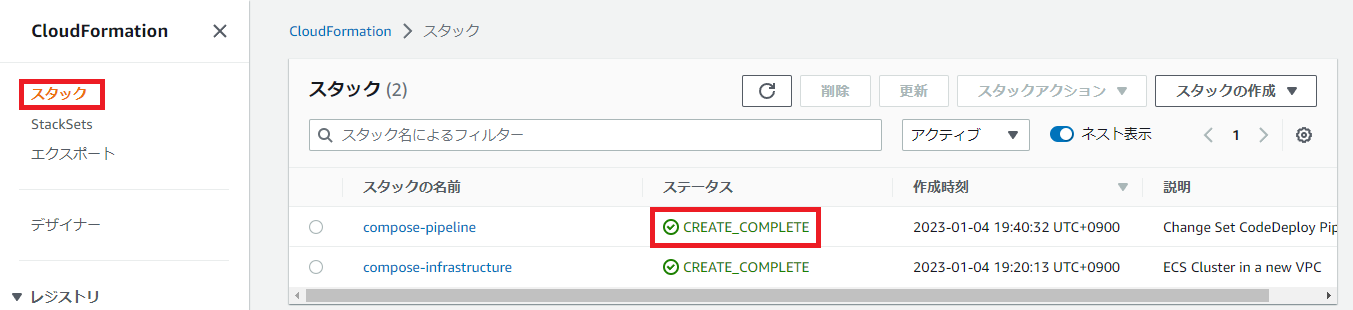 CloudFormation
スタック
StackSets
エクスポート
デザイナー
レジストリ
CloudFormation スタック
スタック (2)
削除 更新 スタックアクション スタックの作成
スタック名によるフィルター アクティブ ネスト表示 1
スタックの名前 ステータス 作成時刻 説明
compose-pipeline CREATE_COMPLETE 2023-01-04 19:40:32 UTC+0900 Change Set CodeDeploy Pip
compose-infrastructure CREATE_COMPLETE 2023-01-04 19:20:13 UTC+0900 ECS Cluster in a new VPC